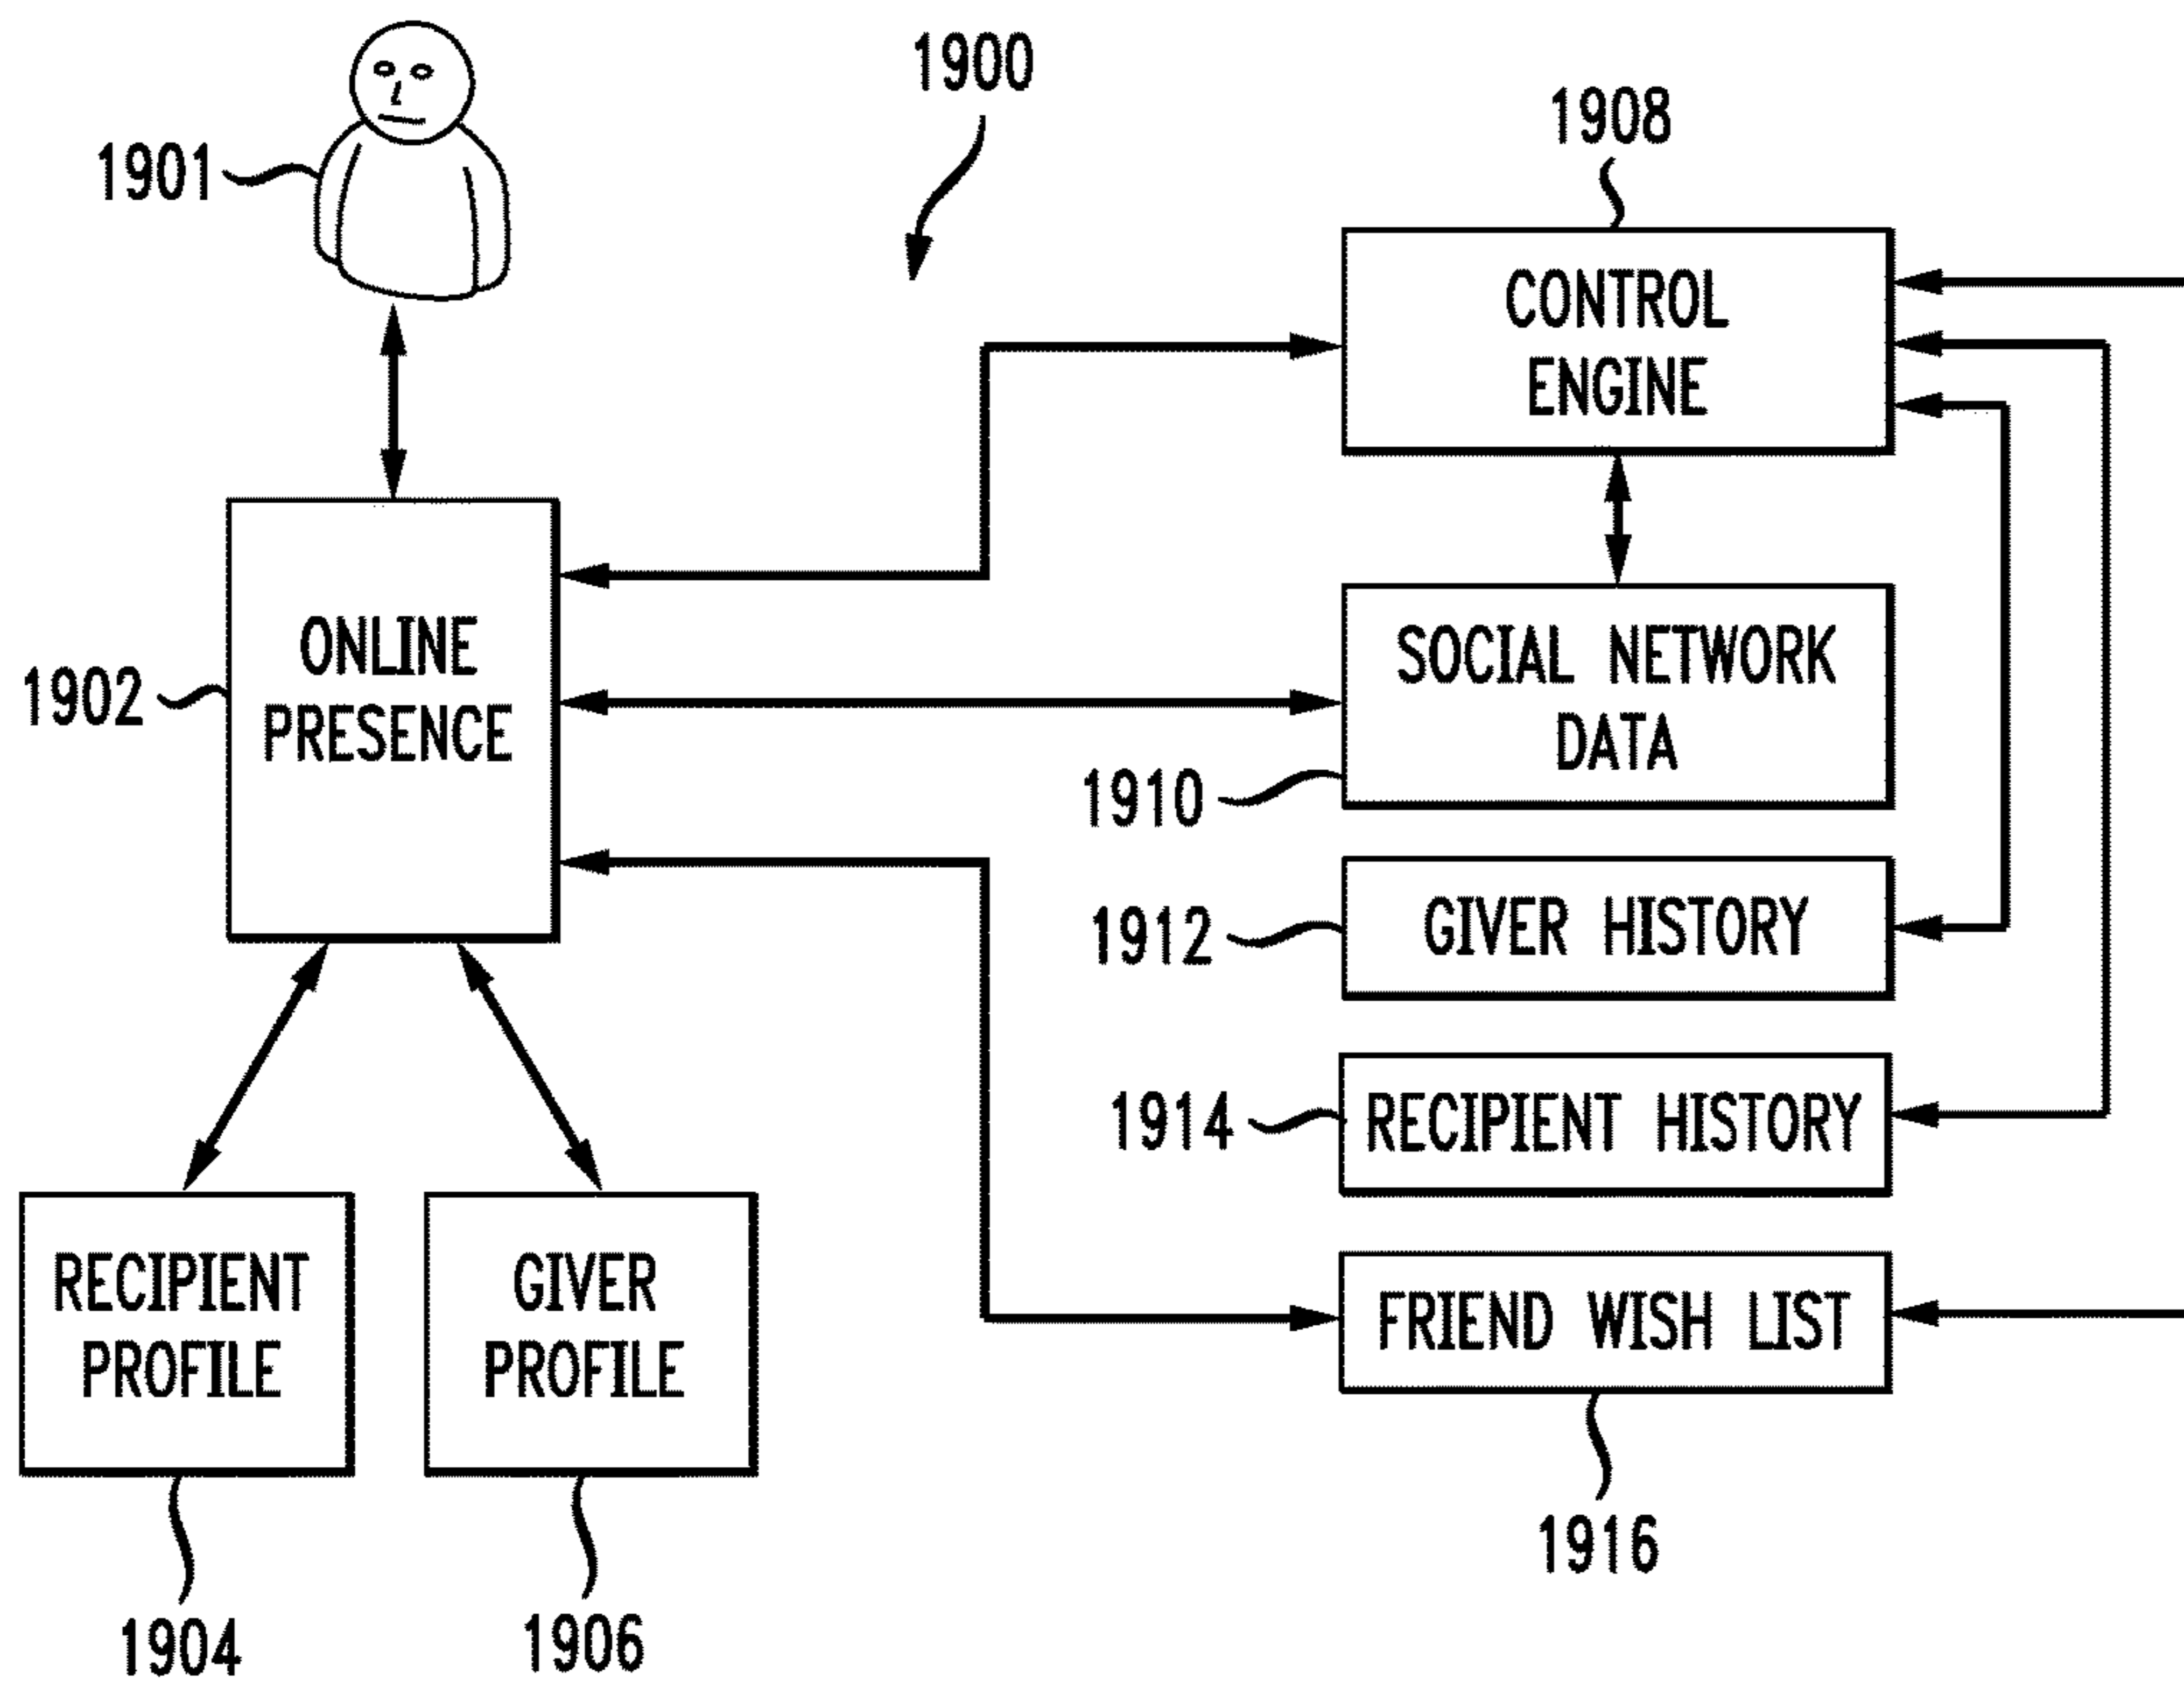 1900
1908
1901
CONTROL
ENGINE
ONLINE
PRESENCE
1902
SOCIAL NETWORK
DATA
1910
GIVER HISTORY
1912
RECIPIENT HISTORY
1914
RECIPIENT
PROFILE
GIVER
PROFILE
FRIEND WISH LIST
1916
1904
1906